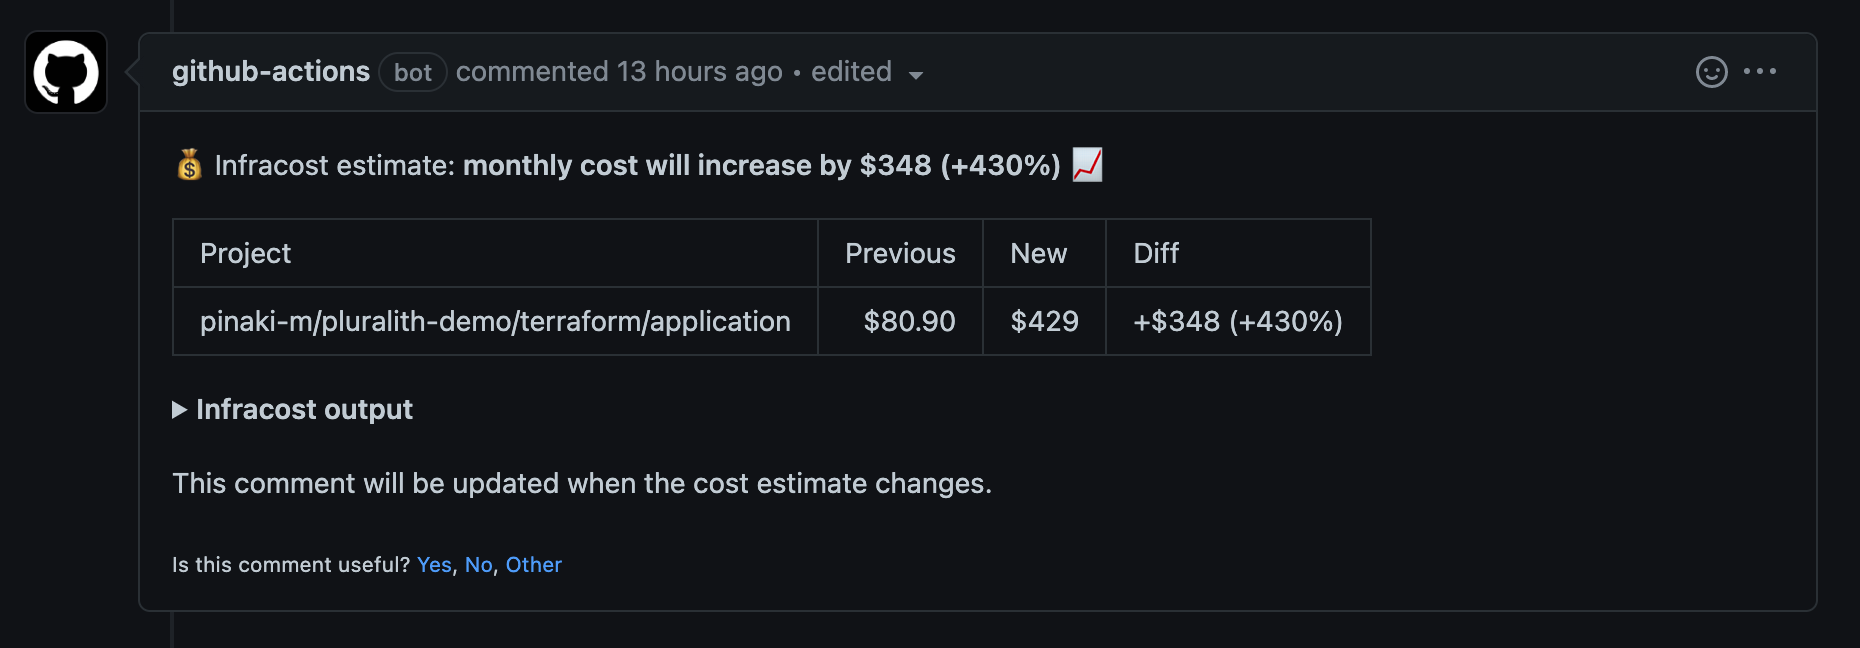 github-actions bot commented 13 hours ago • edited
💰 Infracost estimate: monthly cost will increase by $348 (+430%) 📈
Project Previous New Diff
pinaki-m/pluralith-demo/terraform/application $80.90 $429 +$348 (+430%)
▶ Infracost output
This comment will be updated when the cost estimate changes.
Is this comment useful? Yes, No, Other